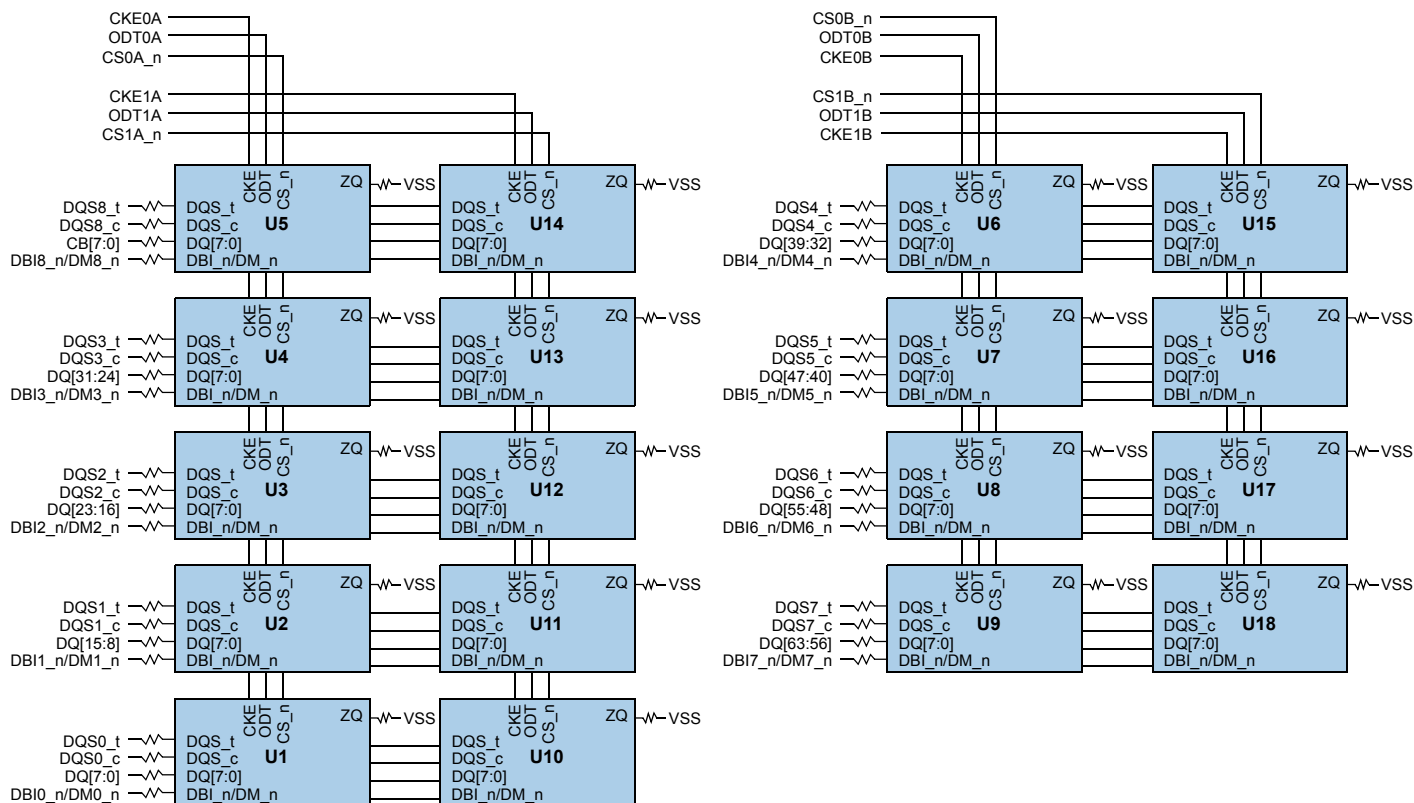 CKE0A
ODT0A
CS0A_n
CKE1A
ODT1A
CS1A_n
CS0B_n
ODT0B
CKE0B
CS1B_n
ODT1B
CKE1B
CKE ODT CS_n ZQ VSS CKE ODT CS_n ZQ VSS
DQS8_t DQS_t DQS_t
DQS8_c DQS_c U5 DQS_c U14
CB[7:0] DQ[7:0] DQ[7:0]
DBI8_n/DM8_n DBI_n/DM_n DBI_n/DM_n
CKE ODT CS_n ZQ VSS CKE ODT CS_n ZQ VSS
DQS3_t DQS_t DQS_t
DQS3_c DQS_c U4 DQS_c U13
DQ[31:24] DQ[7:0] DQ[7:0]
DBI3_n/DM3_n DBI_n/DM_n DBI_n/DM_n
CKE ODT CS_n ZQ VSS CKE ODT CS_n ZQ VSS
DQS2_t DQS_t DQS_t
DQS2_c DQS_c U3 DQS_c U12
DQ[23:16] DQ[7:0] DQ[7:0]
DBI2_n/DM2_n DBI_n/DM_n DBI_n/DM_n
CKE ODT CS_n ZQ VSS CKE ODT CS_n ZQ VSS
DQS1_t DQS_t DQS_t
DQS1_c DQS_c U2 DQS_c U11
DQ[15:8] DQ[7:0] DQ[7:0]
DBI1_n/DM1_n DBI_n/DM_n DBI_n/DM_n
CKE ODT CS_n ZQ VSS CKE ODT CS_n ZQ VSS
DQS0_t DQS_t DQS_t
DQS0_c DQS_c U1 DQS_c U10
DQ[7:0] DQ[7:0] DQ[7:0]
DBI0_n/DM0_n DBI_n/DM_n DBI_n/DM_n
CKE ODT CS_n ZQ VSS CKE ODT CS_n ZQ VSS
DQS4_t DQS_t DQS_t
DQS4_c DQS_c U6 DQS_c U15
DQ[39:32] DQ[7:0] DQ[7:0]
DBI4_n/DM4_n DBI_n/DM_n DBI_n/DM_n
CKE ODT CS_n ZQ VSS CKE ODT CS_n ZQ VSS
DQS5_t DQS_t DQS_t
DQS5_c DQS_c U7 DQS_c U16
DQ[47:40] DQ[7:0] DQ[7:0]
DBI5_n/DM5_n DBI_n/DM_n DBI_n/DM_n
CKE ODT CS_n ZQ VSS CKE ODT CS_n ZQ VSS
DQS6_t DQS_t DQS_t
DQS6_c DQS_c U8 DQS_c U17
DQ[55:48] DQ[7:0] DQ[7:0]
DBI6_n/DM6_n DBI_n/DM_n DBI_n/DM_n
CKE ODT CS_n ZQ VSS CKE ODT CS_n ZQ VSS
DQS7_t DQS_t DQS_t
DQS7_c DQS_c U9 DQS_c U18
DQ[63:56] DQ[7:0] DQ[7:0]
DBI7_n/DM7_n DBI_n/DM_n DBI_n/DM_n